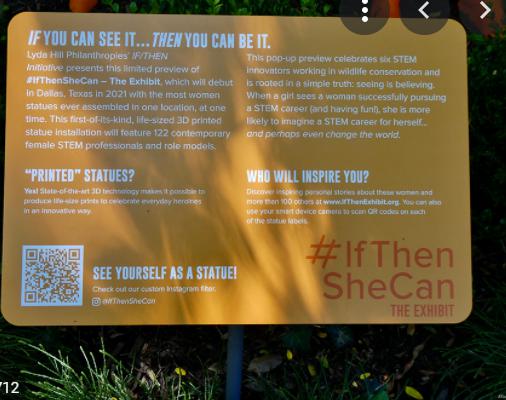 IF YOU CAN SEE IT...THEN YOU CAN BE IT.
Lyda Hill Philanthropies' IF/THEN
Initiative presents this limited preview of
#IfThenSheCan – The Exhibit, which will debut
in Dallas, Texas in 2021 with the most women
statues ever assembled in one location, at one
time. This first-of-its-kind, life-sized 3D printed
statue installation will feature 122 contemporary
female STEM professionals and role models.
This pop-up preview celebrates six STEM
innovators working in wildlife conservation and
is rooted in a simple truth: seeing is believing.
When a girl sees a woman successfully pursuing
a STEM career (and having fun!), she is more
likely to imagine a STEM career for herself...
and perhaps even change the world.
"PRINTED" STATUES?
Yes! State-of-the-art 3D technology makes it possible to
produce life-size prints to celebrate everyday heroines
in an innovative way.
WHO WILL INSPIRE YOU?
Discover inspiring personal stories about these women and
more than 100 others at www.IfThenExhibit.org. You can also
use your smart device camera to scan QR codes on each
of the statue labels.
SEE YOURSELF AS A STATUE!
Check out our custom Instagram filter.
@IfThenSheCan
#IfThen
SheCan
THE EXHIBIT
/12